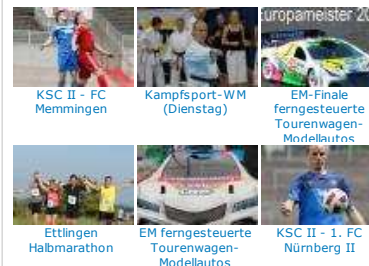 uropameister 20
KSC II - FC
Memmingen
Kampfsport-WM
(Dienstag)
EM-Finale
ferngesteuerte
Tourenwagen-
Modellautos
Ettlingen
Halbmarathon
EM ferngesteuerte
Tourenwagen-
Modellautos
KSC II - 1. FC
Nürnberg II